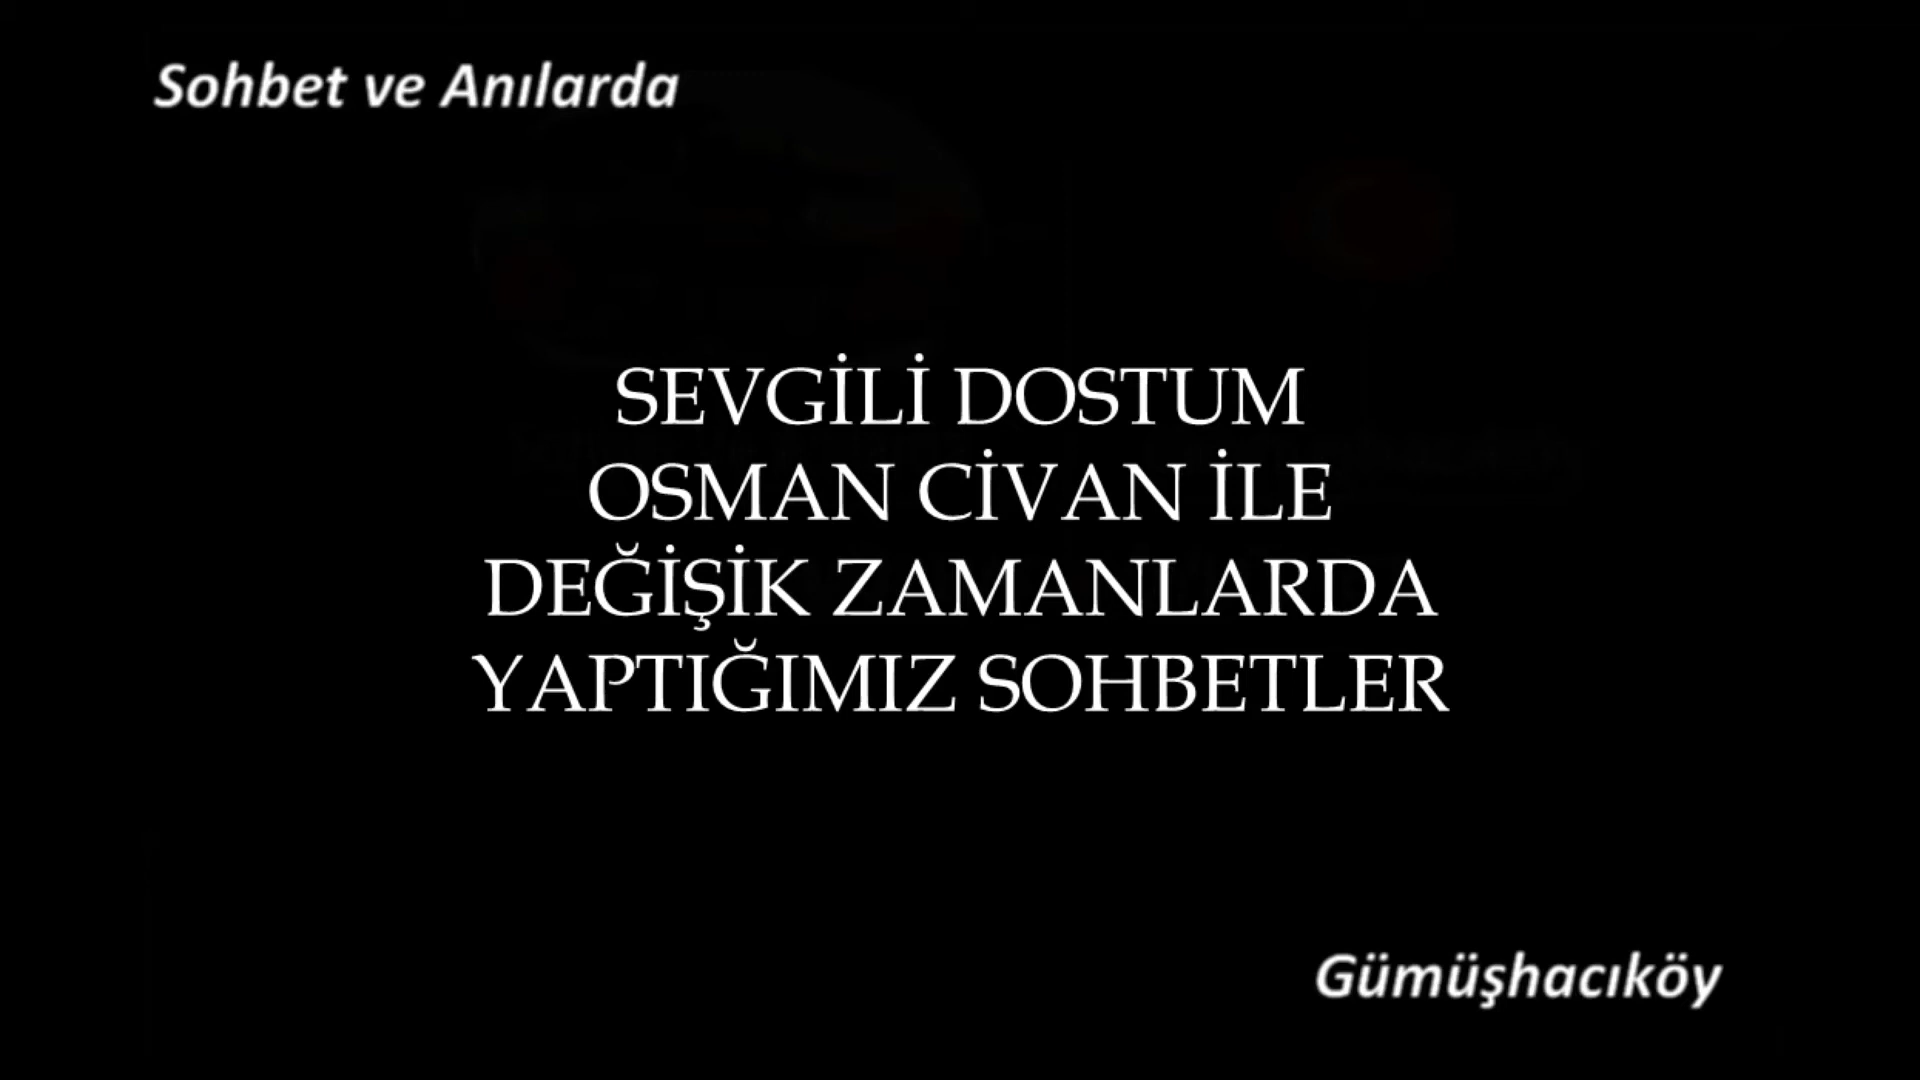 Sohbet ve Anılarda
SEVGİLİ DOSTUM
OSMAN CİVAN İLE
DEĞİŞİK ZAMANLARDA
YAPTIĞIMIZ SOHBETLER
Gümüşhacıköy